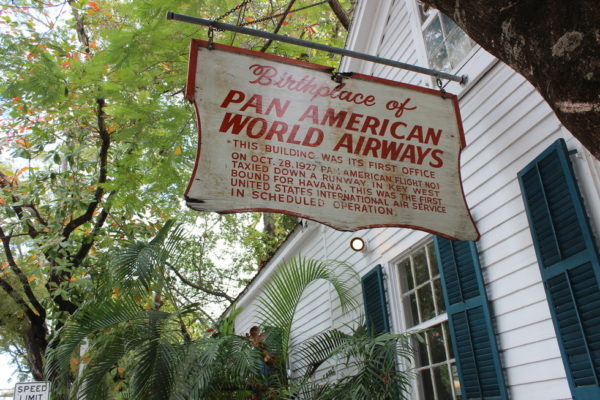 Birthplace of
PAN AMERICAN
WORLD AIRWAYS
"THIS BUILDING WAS ITS FIRST OFFICE
ON OCT. 28, 1927 PAN AMERICAN FLIGHT NO1
TAXIED DOWN A RUNWAY IN KEY WEST
BOUND FOR HAVANA, THIS WAS THE FIRST
UNITED STATES INTERNATIONAL AIR SERVICE
IN SCHEDULED OPERATION.
SPEED
LIMIT